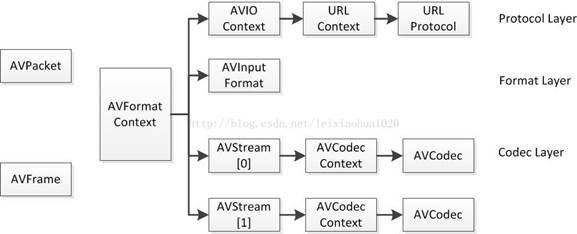 AVIO
Context
URL
Context
URL
Protocol
Protocol Layer
AVPacket
AVInput
Format
Format Layer
AVFormat
Context
http://blog.csdn.net/leixiaohua1020
AVStream
[0]
AVCodec
Context
AVCodec
Codec Layer
AVFrame
AVStream
[1]
AVCodec
Context
AVCodec